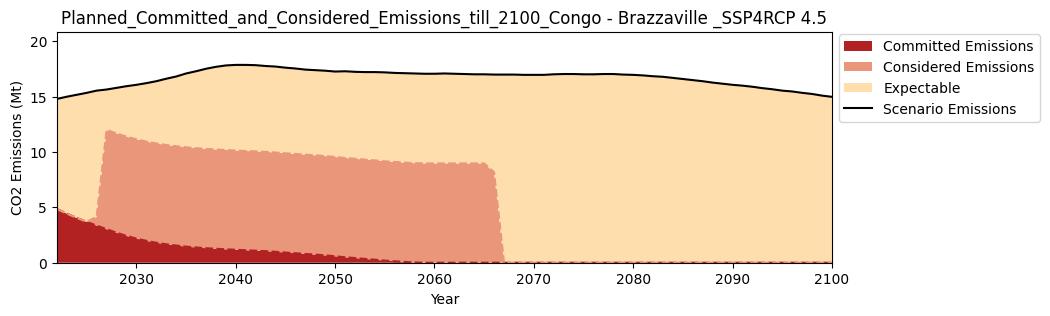 Planned_Committed_and_Considered_Emissions_till_2100_Congo - Brazzaville _SSP4RCP 4.5
CO2 Emissions (Mt)
20
15
10
5
0
2030 2040 2050 2060 2070 2080 2090 2100
Year
Committed Emissions
Considered Emissions
Expectable
Scenario Emissions